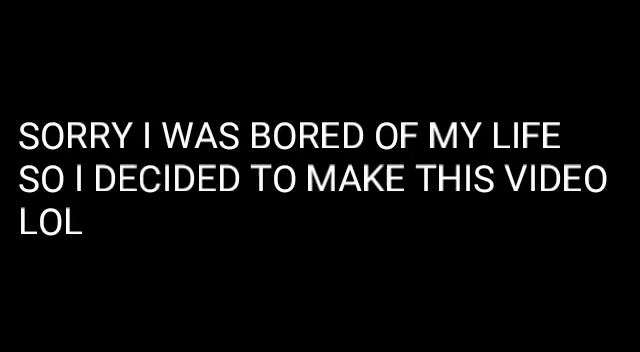 SORRY I WAS BORED OF MY LIFE
SO I DECIDED TO MAKE THIS VIDEO
LOL